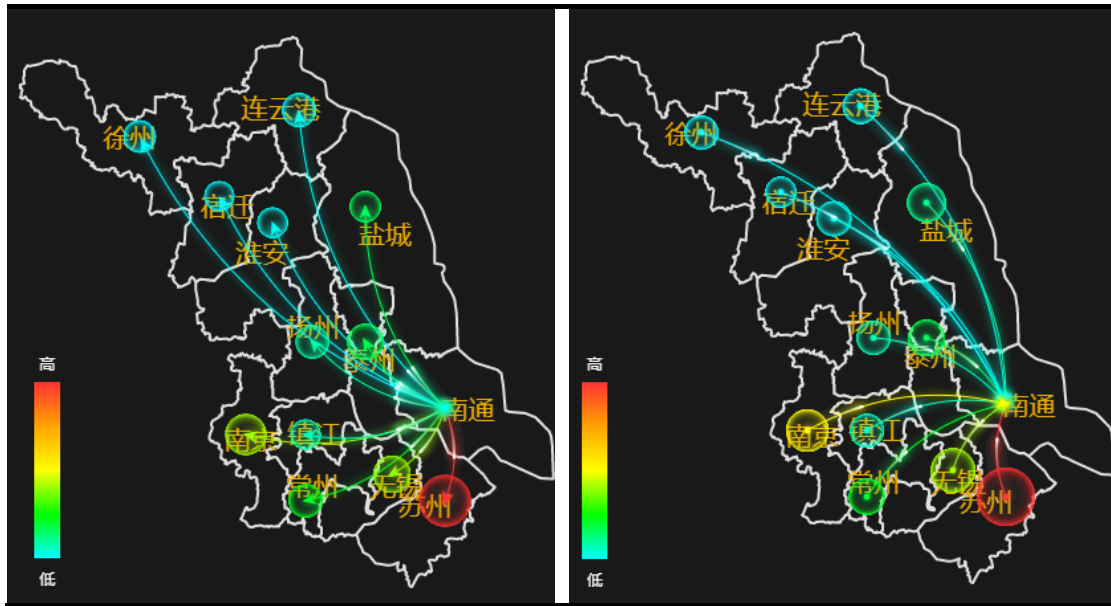 连云港
徐州
宿迁
淮安
盐城
扬州
泰州
高
南通
南京
镇江
常州
无锡
苏州
低
连云港
徐州
宿迁
淮安
盐城
扬州
泰州
高
南通
南京
镇江
常州
无锡
苏州
低